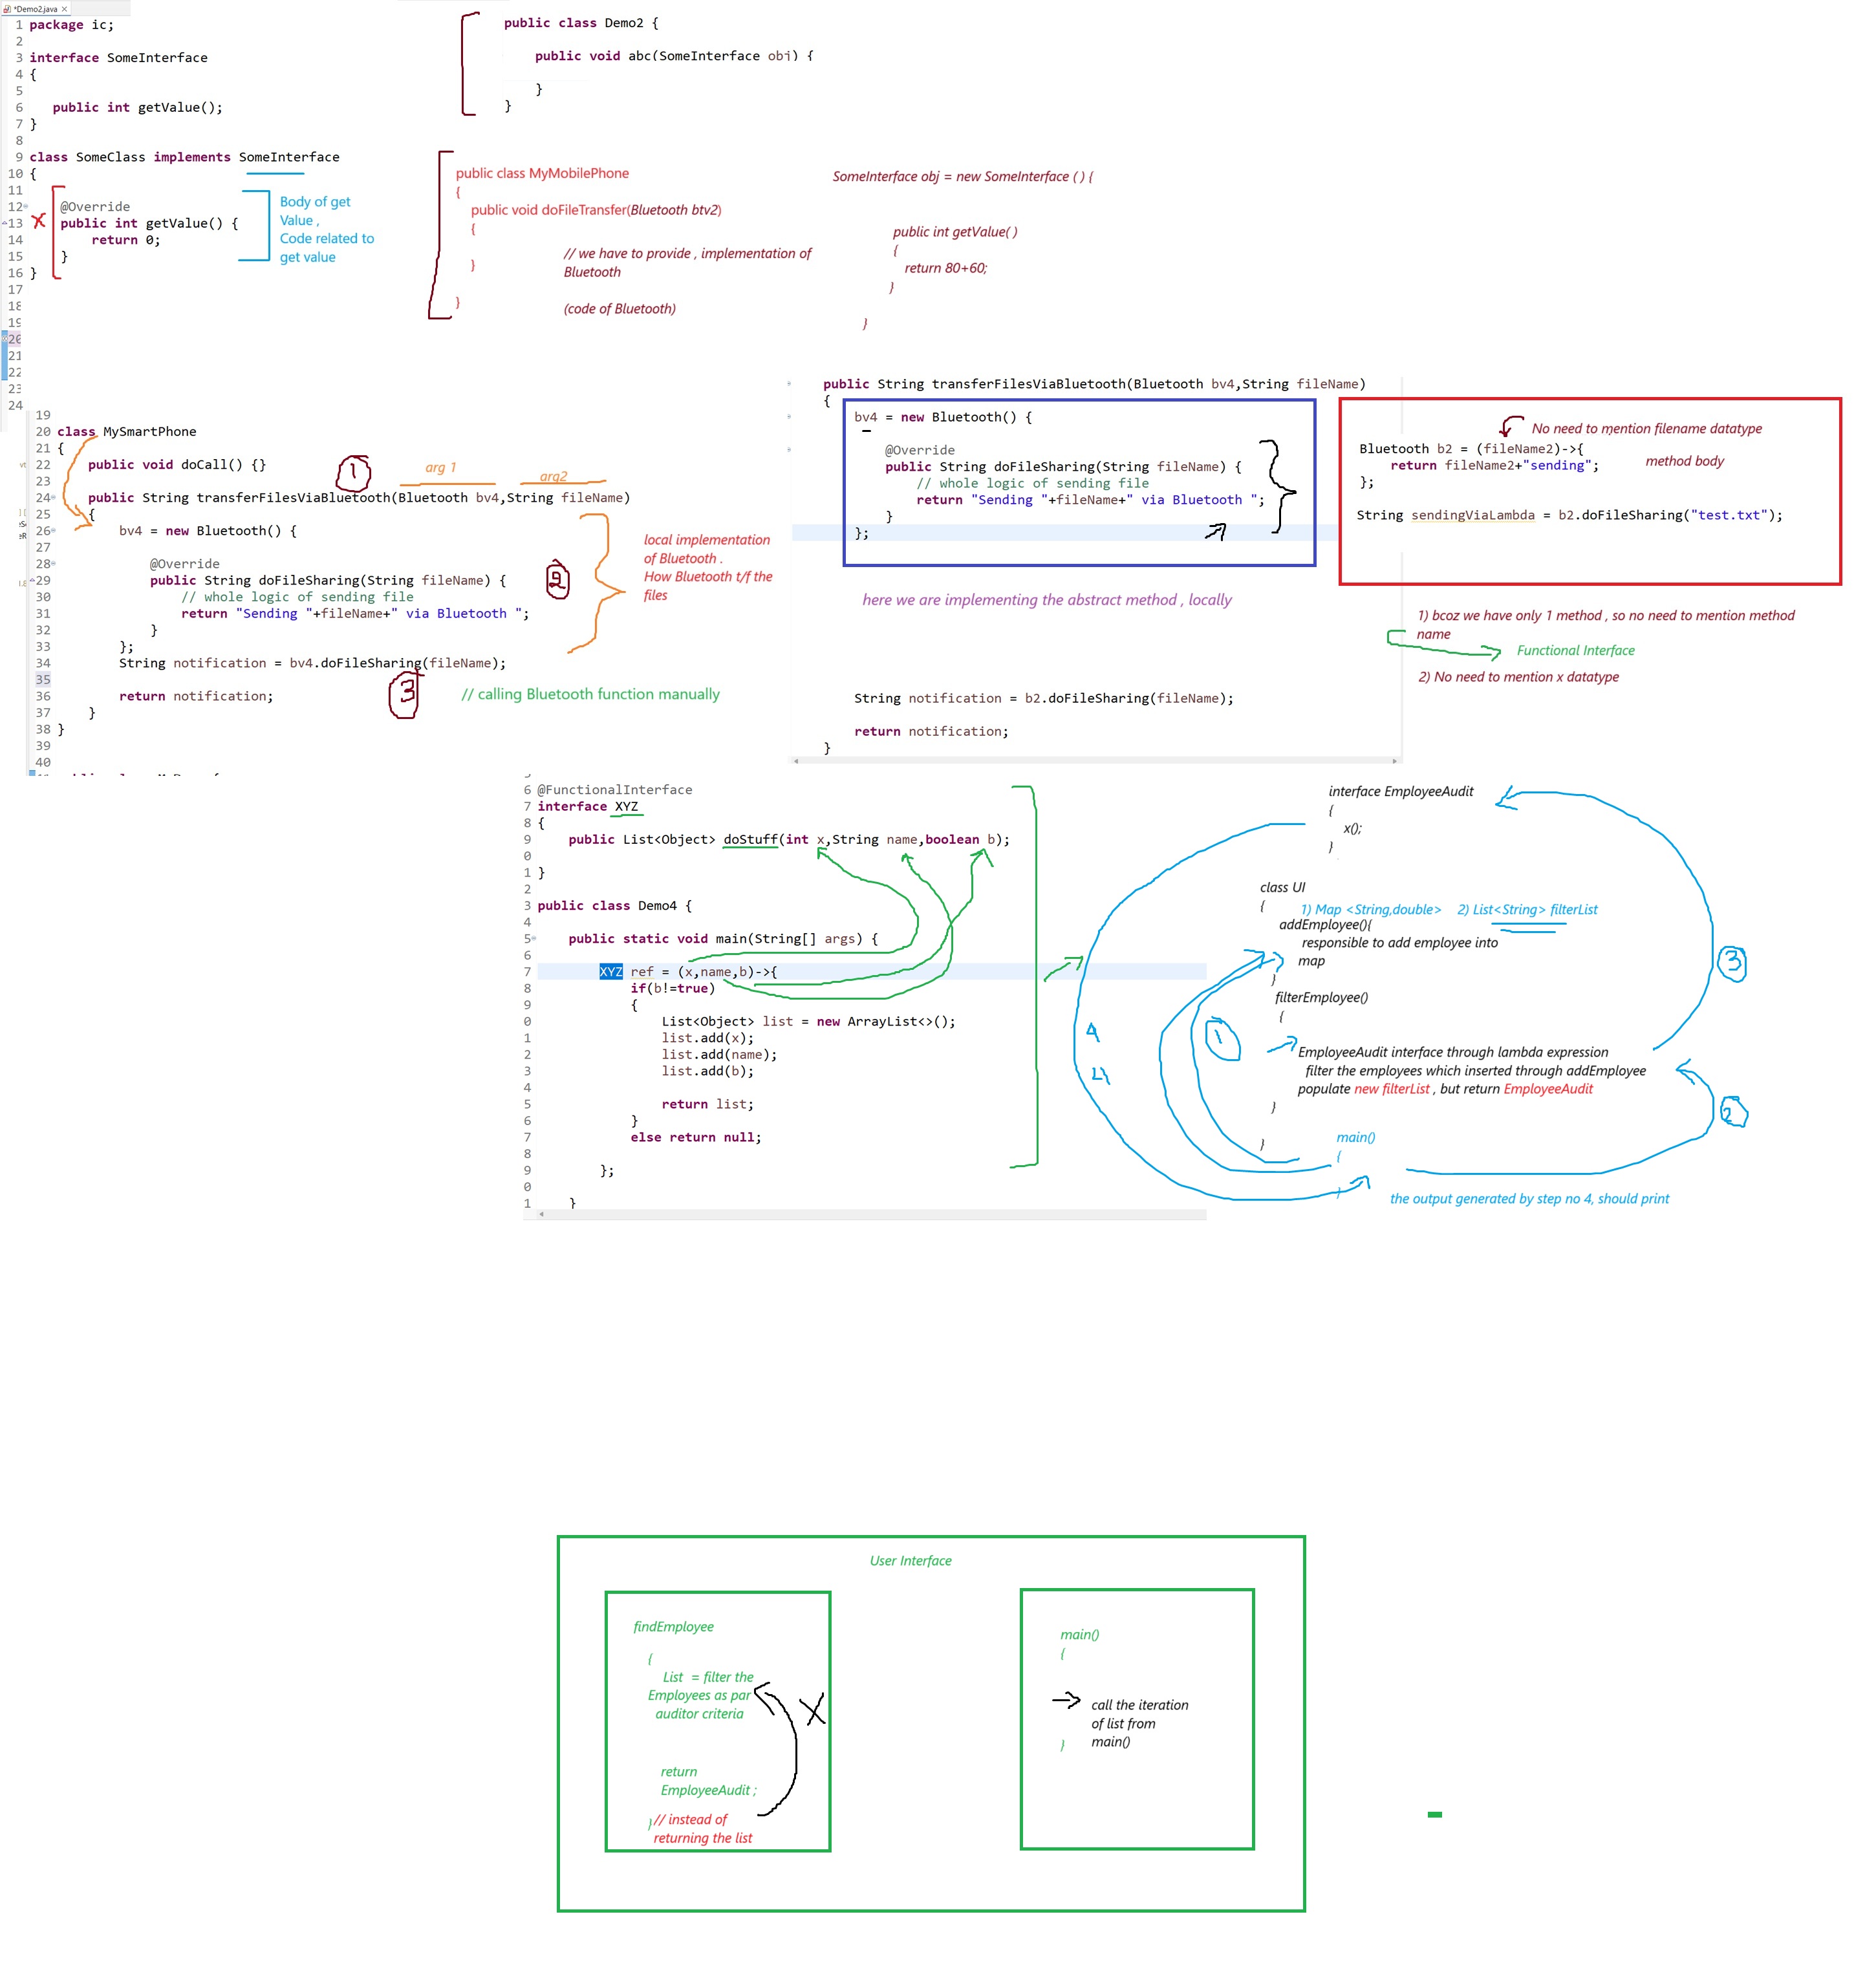 *Demo2.java
1 package ic;
2
3 interface SomeInterface
4 {
5
6 public int getValue();
7 }
8
9 class SomeClass implements SomeInterface
10 {
11
12 @Override
13 public int getValue() {
14 return 0;
15 }
16 }
17
18
19
20
21
22
23
24
X
Body of get
Value ,
Code related to
get value
public class Demo2 {
public void abc(SomeInterface obj) {
}
}
public class MyMobilePhone
{
public void doFileTransfer(Bluetooth btv2)
{
// we have to provide , implementation of
Bluetooth
}
}
(code of Bluetooth)
SomeInterface obj = new SomeInterface ( ) {
public int getValue( )
{
return 80+60;
}
}
19
20 class MySmartPhone
21 {
22 public void doCall() {}
23
24 public String transferFilesViaBluetooth(Bluetooth bv4,String fileName)
25 {
26 bv4 = new Bluetooth() {
27
28 @Override
29 public String doFileSharing(String fileName) {
30 // whole logic of sending file
31 return "Sending "+fileName+" via Bluetooth ";
32 }
33 };
34 String notification = bv4.doFileSharing(fileName);
35
36 return notification;
37 }
38 }
39
40
1
arg 1
arg2
2
local implementation
of Bluetooth .
How Bluetooth t/f the
files
3
// calling Bluetooth function manually
public String transferFilesViaBluetooth(Bluetooth bv4,String fileName)
{
bv4 = new Bluetooth() {
@Override
public String doFileSharing(String fileName) {
// whole logic of sending file
return "Sending "+fileName+" via Bluetooth ";
}
};
here we are implementing the abstract method , locally
String notification = b2.doFileSharing(fileName);
return notification;
}
No need to mention filename datatype
Bluetooth b2 = (fileName2)->{
return fileName2+"sending";
};
method body
String sendingViaLambda = b2.doFileSharing("test.txt");
1) bcoz we have only 1 method , so no need to mention method
name
Functional Interface
2) No need to mention x datatype
6 @FunctionalInterface
7 interface XYZ
8 {
9 public List<Object> doStuff(int x,String name,boolean b);
0
1 }
2
3 public class Demo4 {
4
5 public static void main(String[] args) {
6
7 XYZ ref = (x,name,b)->{
8 if(b!=true)
9 {
0 List<Object> list = new ArrayList<>();
1 list.add(x);
2 list.add(name);
3 list.add(b);
4
5 return list;
6 }
7 else return null;
8
9 };
0
1 }
interface EmployeeAudit
{
x();
}
class UI
{
1) Map <String,double> 2) List<String> filterList
addEmployee(){
responsible to add employee into
map
}
filterEmployee()
{
EmployeeAudit interface through lambda expression
filter the employees which inserted through addEmployee
populate new filterList , but return EmployeeAudit
}
}
main()
{
}
1
2
3
4
the output generated by step no 4, should print
User Interface
findEmployee
{
List = filter the
Employees as par
auditor criteria
X
return
EmployeeAudit ;
} // instead of
returning the list
main()
{
call the iteration
of list from
main()
}